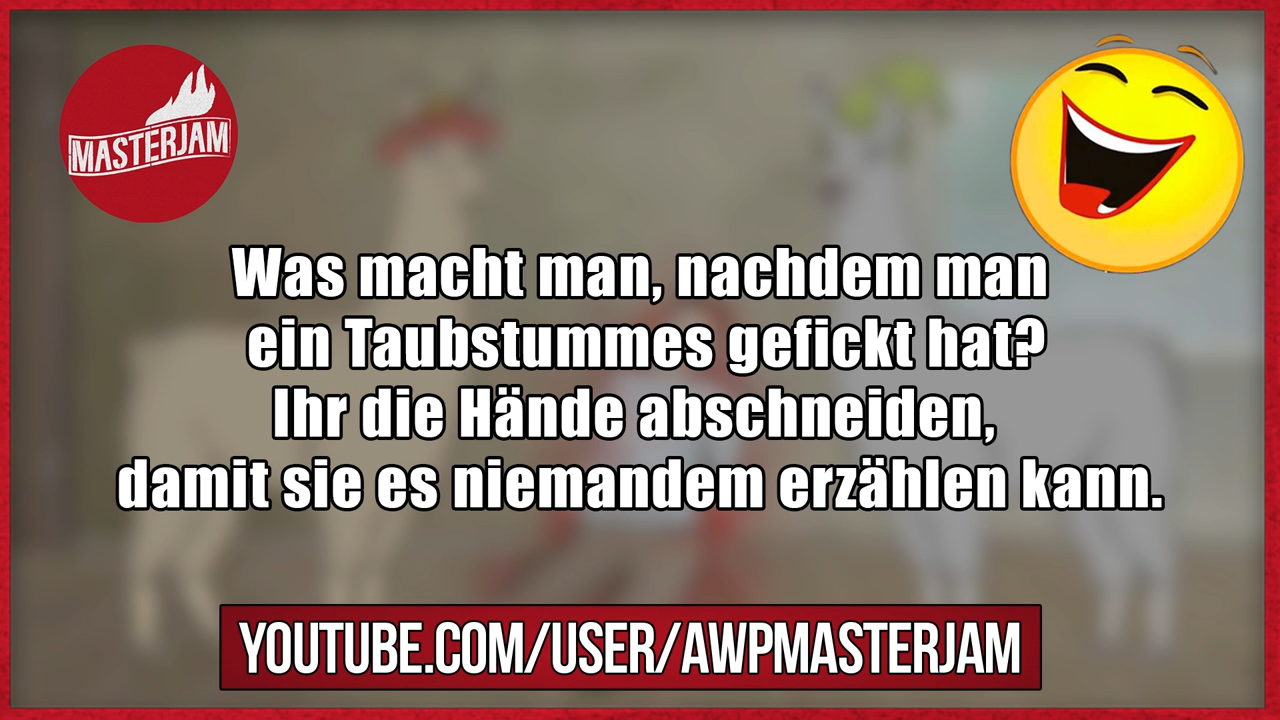 MASTERJAM
Was macht man, nachdem man
ein Taubstummes gefickt hat?
Ihr die Hände abschneiden,
damit sie es niemandem erzählen kann.
YOUTUBE.COM/USER/AWPMASTERJAM